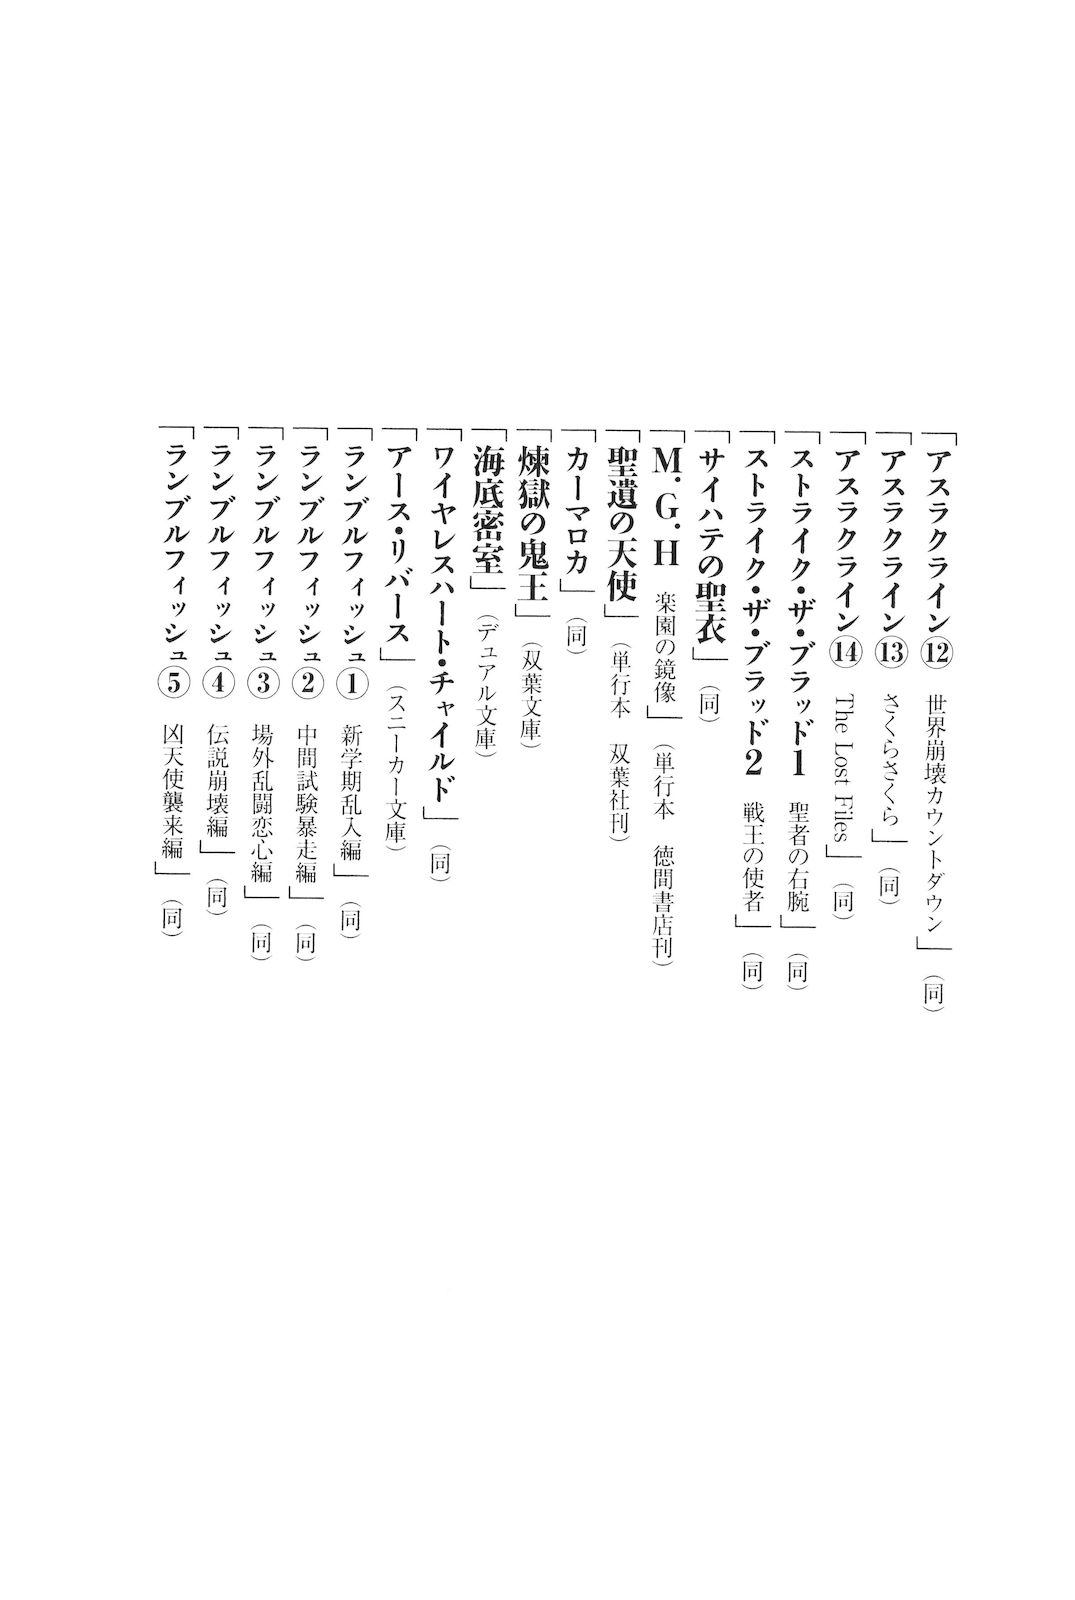 「アスラクライン⑫ 世界崩壊カウントダウン」（同）
「アスラクライン⑬ さくらさくら」（同）
「アスラクライン⑭ The Lost Files」（同）
「ストライク・ザ・ブラッド1 聖者の右腕」（同）
「ストライク・ザ・ブラッド2 戦王の使者」（同）
「サイハテの聖衣」（同）
「M.G.H 楽園の鏡像」（単行本 徳間書店刊）
「聖遺の天使」（単行本 双葉社刊）
「カーマロカ」（同）
「煉獄の鬼王」（双葉文庫）
「海底密室」（デュアル文庫）
「ワイヤレスハート・チャイルド」（同）
「アース・リバース」（スニーカー文庫）
「ランブルフィッシュ① 新学期乱入編」（同）
「ランブルフィッシュ② 中間試験暴走編」（同）
「ランブルフィッシュ③ 場外乱闘恋心編」（同）
「ランブルフィッシュ④ 伝説崩壊編」（同）
「ランブルフィッシュ⑤ 凶天使襲来編」（同）